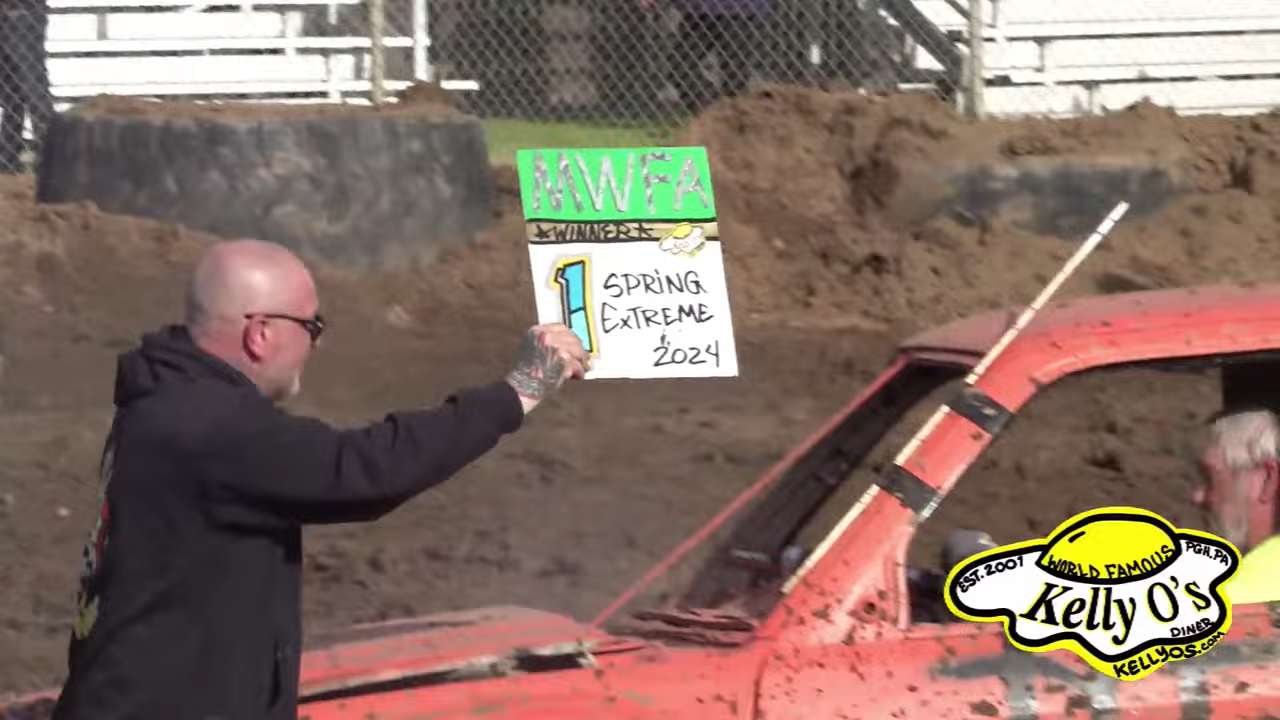 MWFA
★WINNER★
1
SPRiNG
ExTREME
2024
EST. 2001
WORLD FAMOUS
PGH, PA
Kelly O's
DINER
KELLYOS.COM